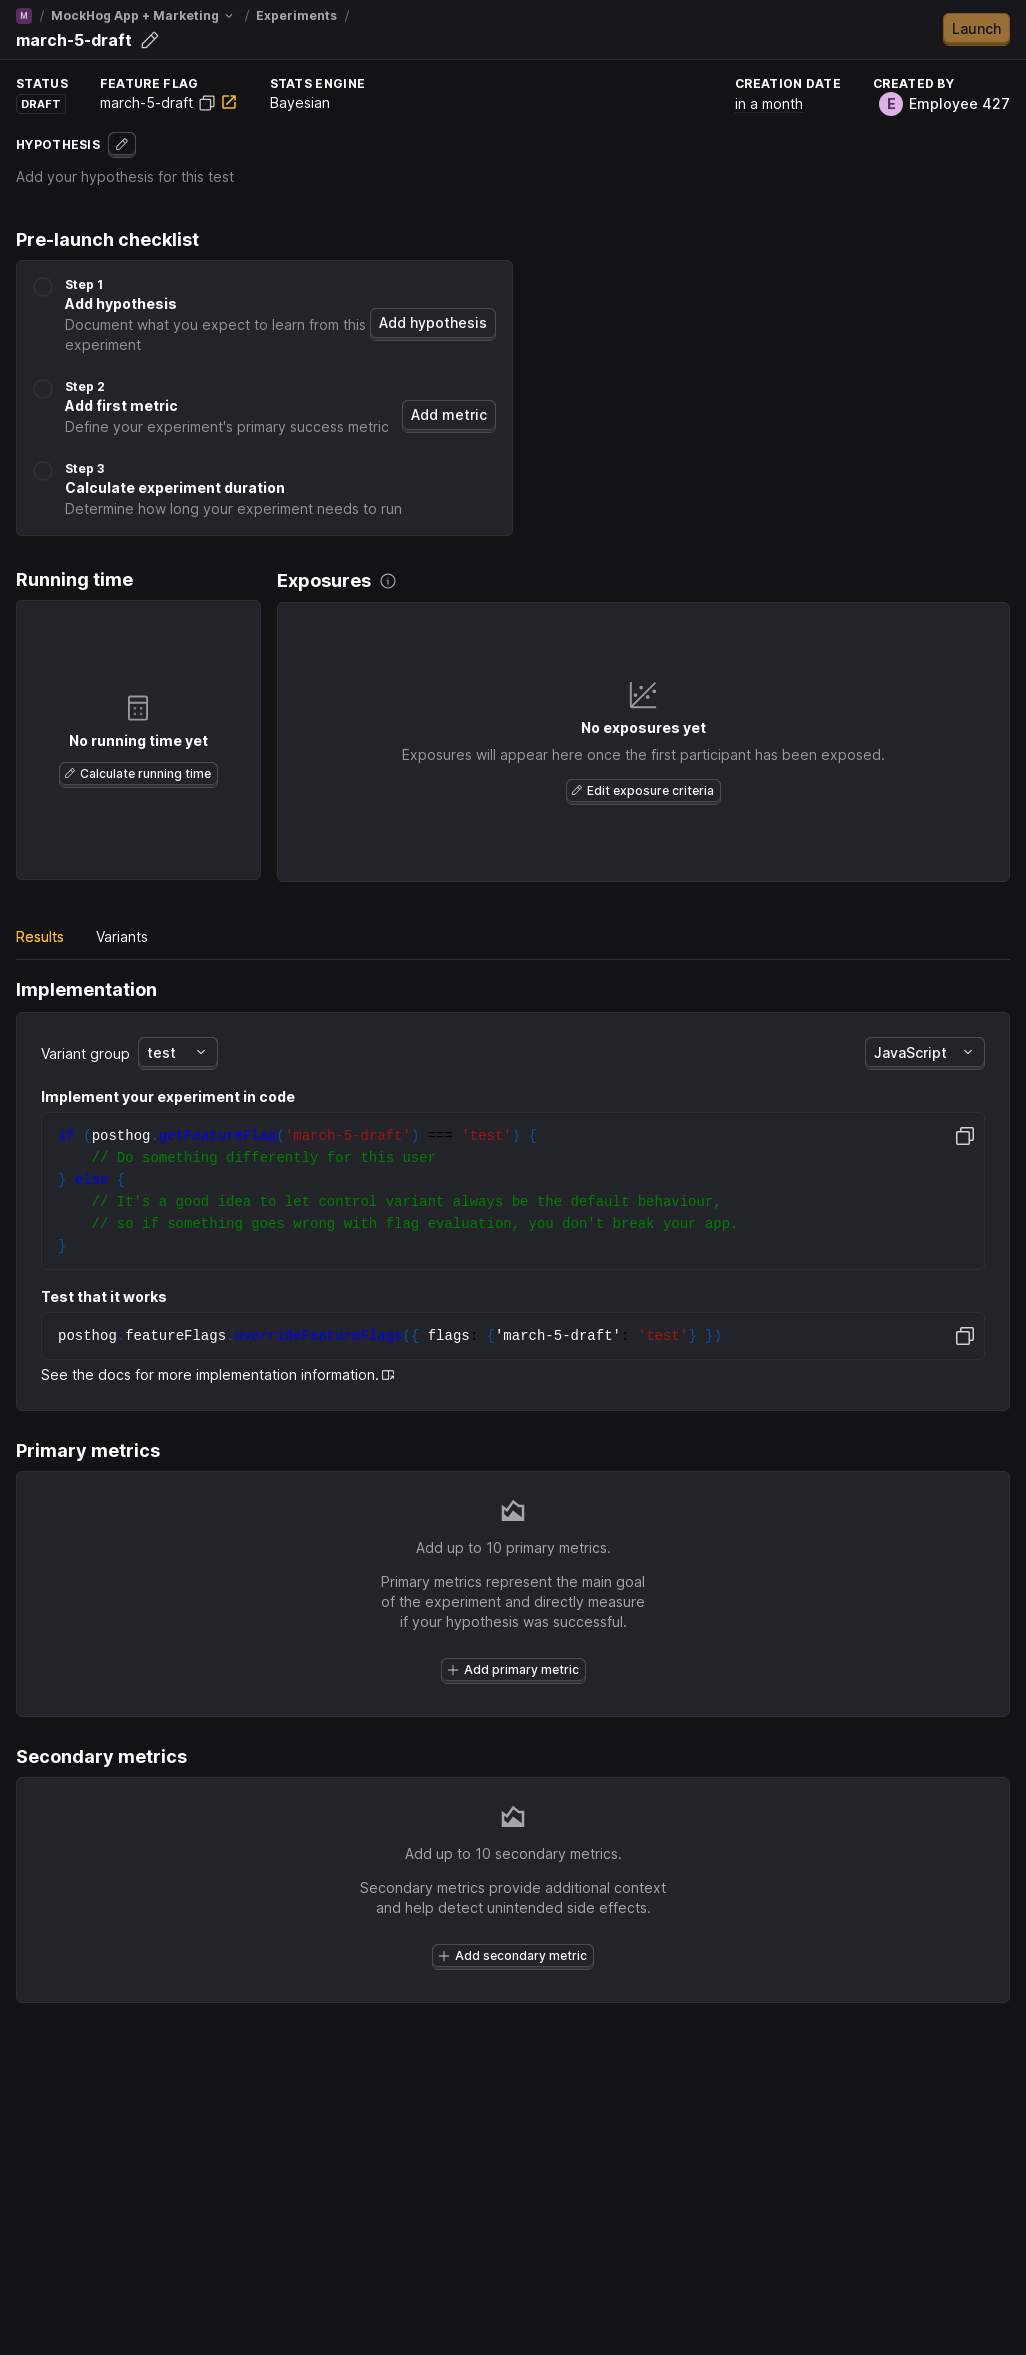 M / MockHog App + Marketing / Experiments /
march-5-draft
Launch
STATUS
DRAFT
FEATURE FLAG
march-5-draft
STATS ENGINE
Bayesian
CREATION DATE
in a month
CREATED BY
E Employee 427
HYPOTHESIS
Add your hypothesis for this test
Pre-launch checklist
Step 1
Add hypothesis
Document what you expect to learn from this
experiment
Add hypothesis
Step 2
Add first metric
Define your experiment's primary success metric
Add metric
Step 3
Calculate experiment duration
Determine how long your experiment needs to run
Running time
No running time yet
Calculate running time
Exposures
No exposures yet
Exposures will appear here once the first participant has been exposed.
Edit exposure criteria
Results Variants
Implementation
Variant group test
JavaScript
Implement your experiment in code
if (posthog.getFeatureFlag('march-5-draft') === 'test') {
// Do something differently for this user
} else {
// It's a good idea to let control variant always be the default behaviour,
// so if something goes wrong with flag evaluation, you don't break your app.
}
Test that it works
posthog.featureFlags.overrideFeatureFlags({ flags: {'march-5-draft': 'test'} })
See the docs for more implementation information.
Primary metrics
Add up to 10 primary metrics.
Primary metrics represent the main goal
of the experiment and directly measure
if your hypothesis was successful.
Add primary metric
Secondary metrics
Add up to 10 secondary metrics.
Secondary metrics provide additional context
and help detect unintended side effects.
Add secondary metric